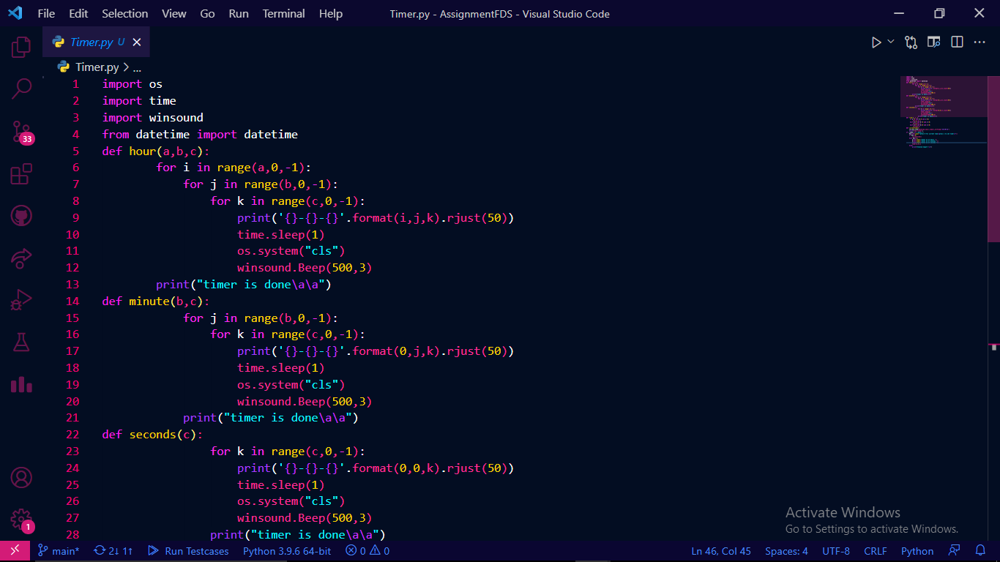 File Edit Selection View Go Run Terminal Help Timer.py - AssignmentFDS - Visual Studio Code
Timer.py U
Timer.py > ...
1 import os
2 import time
3 import winsound
4 from datetime import datetime
5 def hour(a,b,c):
6         for i in range(a,0,-1):
7             for j in range(b,0,-1):
8                 for k in range(c,0,-1):
9                     print('{}-{}-{}'.format(i,j,k).rjust(50))
10                     time.sleep(1)
11                     os.system("cls")
12                     winsound.Beep(500,3)
13         print("timer is done\a\a")
14 def minute(b,c):
15             for j in range(b,0,-1):
16                 for k in range(c,0,-1):
17                     print('{}-{}-{}'.format(0,j,k).rjust(50))
18                     time.sleep(1)
19                     os.system("cls")
20                     winsound.Beep(500,3)
21             print("timer is done\a\a")
22 def seconds(c):
23                 for k in range(c,0,-1):
24                     print('{}-{}-{}'.format(0,0,k).rjust(50))
25                     time.sleep(1)
26                     os.system("cls")
27                     winsound.Beep(500,3)
28                 print("timer is done\a\a")
33
1
Activate Windows
Go to Settings to activate Windows.
main* 2↓ 1↑ Run Testcases Python 3.9.6 64-bit 0 0 Ln 46, Col 45 Spaces: 4 UTF-8 CRLF Python